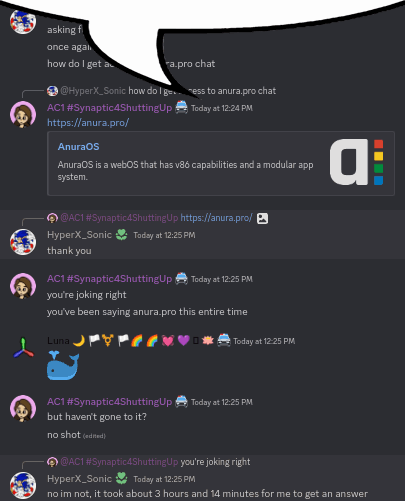 asking f
once agai
how do I get ac ra.pro chat
@HyperX_Sonic how do I get access to anura.pro chat
AC1 #Synaptic4ShuttingUp Today at 12:24 PM
https://anura.pro/
AnuraOS
AnuraOS is a webOS that has v86 capabilities and a modular app
system.
@AC1 #Synaptic4ShuttingUp https://anura.pro/
HyperX_Sonic Today at 12:25 PM
thank you
AC1 #Synaptic4ShuttingUp Today at 12:25 PM
you're joking right
you've been saying anura.pro this entire time
Luna Today at 12:25 PM
AC1 #Synaptic4ShuttingUp Today at 12:25 PM
but haven't gone to it?
no shot (edited)
@AC1 #Synaptic4ShuttingUp you're joking right
HyperX_Sonic Today at 12:25 PM
no im not, it took about 3 hours and 14 minutes for me to get an answer